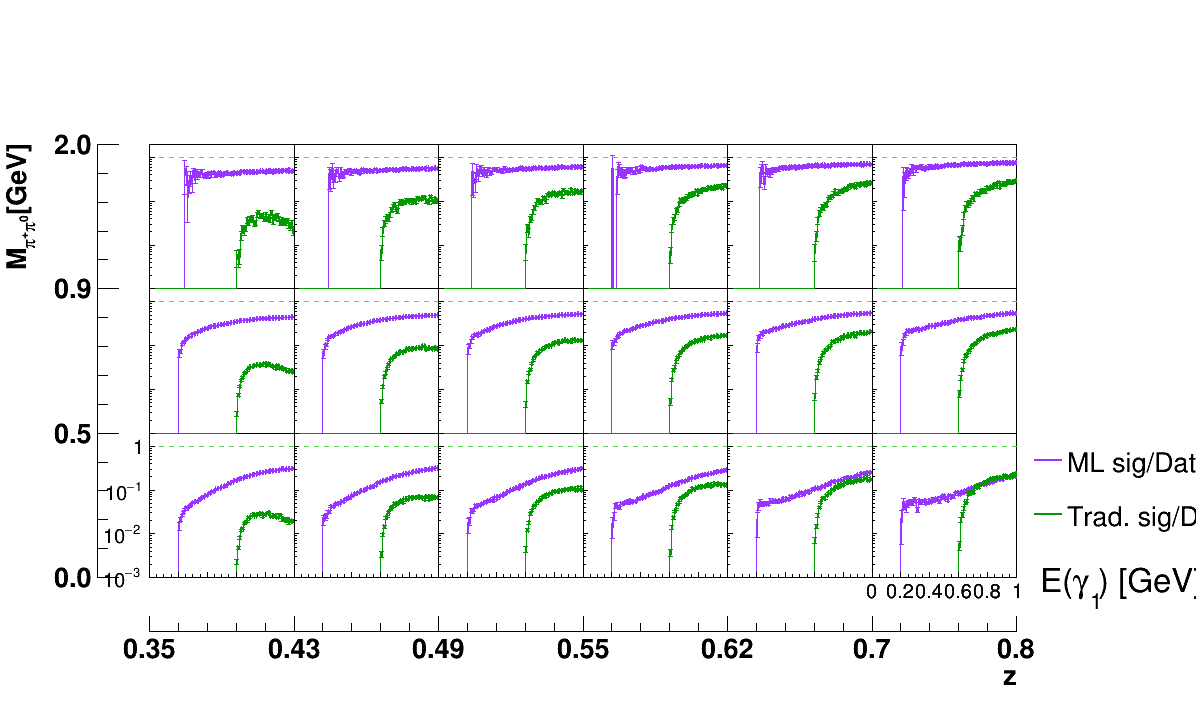 2.0
M_{π⁺π⁰}[GeV]
0.9
0.5
1
10⁻¹
10⁻²
0.0
10⁻³
ML sig/Dat
Trad. sig/D
0 0.20.40.60.8 1
E(γ₁) [GeV]
0.35 0.43 0.49 0.55 0.62 0.7 0.8
z